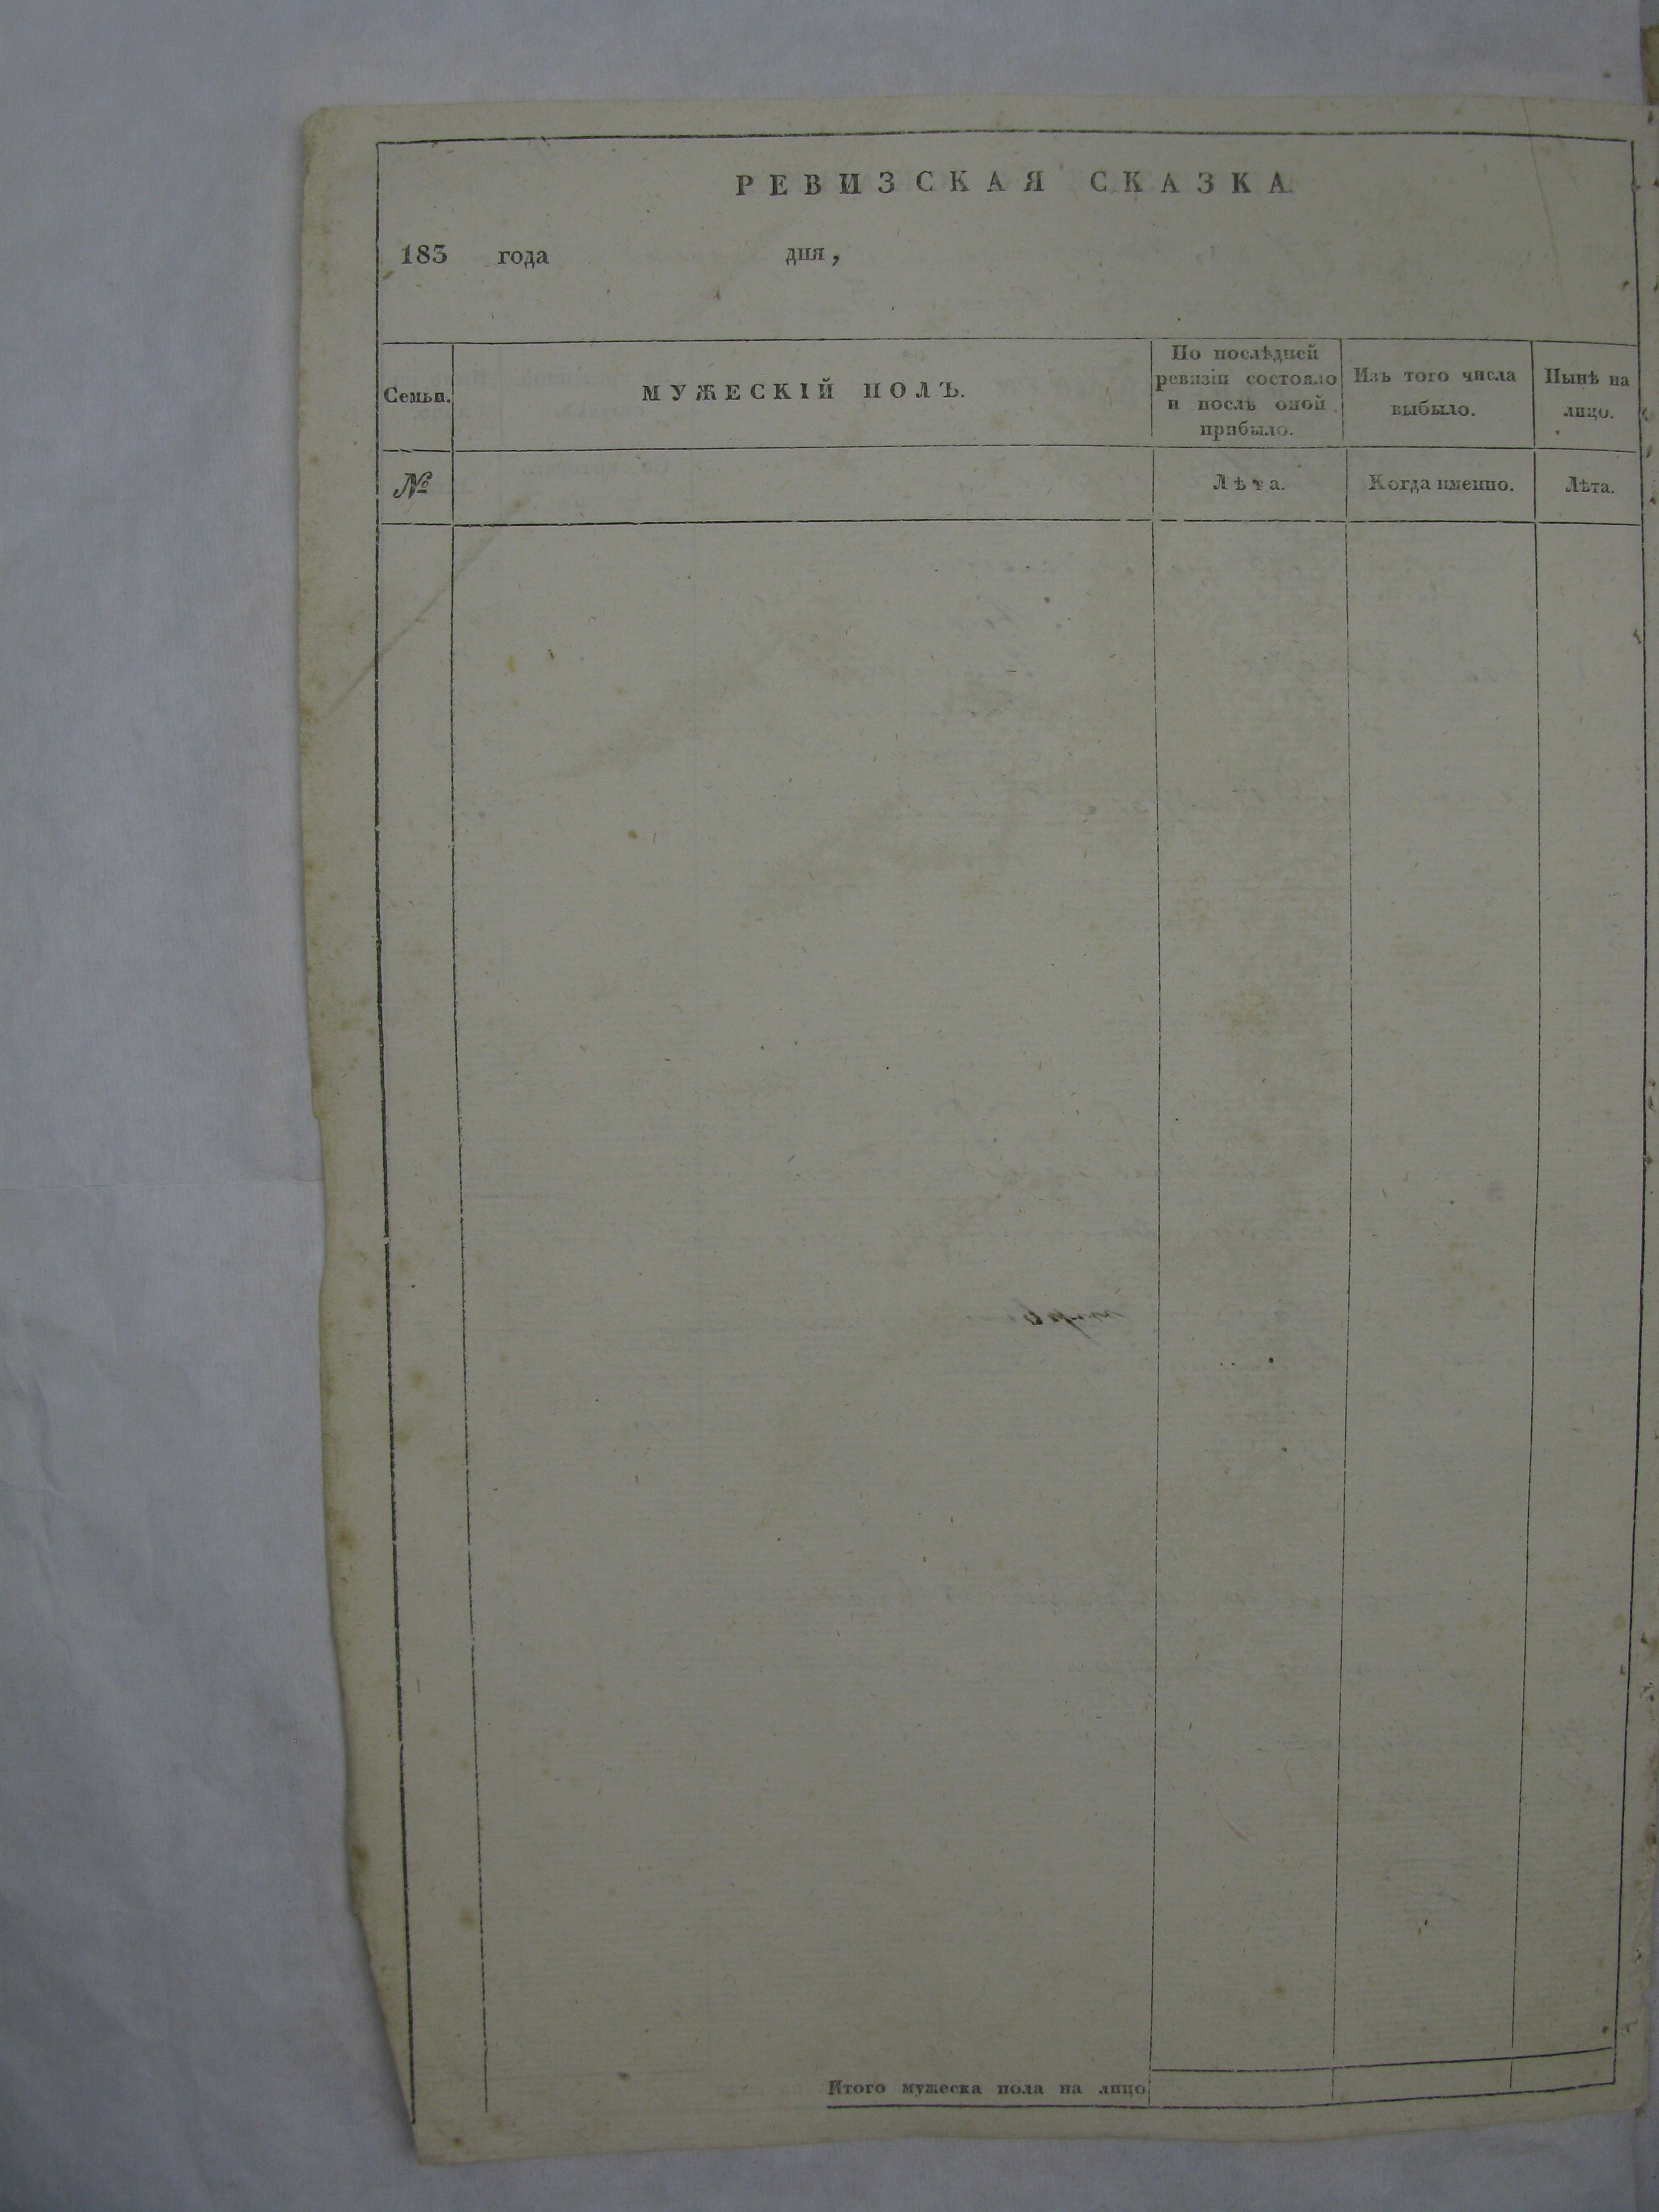 РЕВИЗСКАЯ СКАЗКА
183 года дня,
Семьи.
МУЖЕСКІЙ ПОЛЪ.
По послѣдней
ревизіи состояло
и послѣ оной
прибыло.
Изъ того числа
выбыло.
Нынѣ на
лицо.
№
Лѣта.
Когда именно.
Лѣта.
Итого мужеска пола на лицо